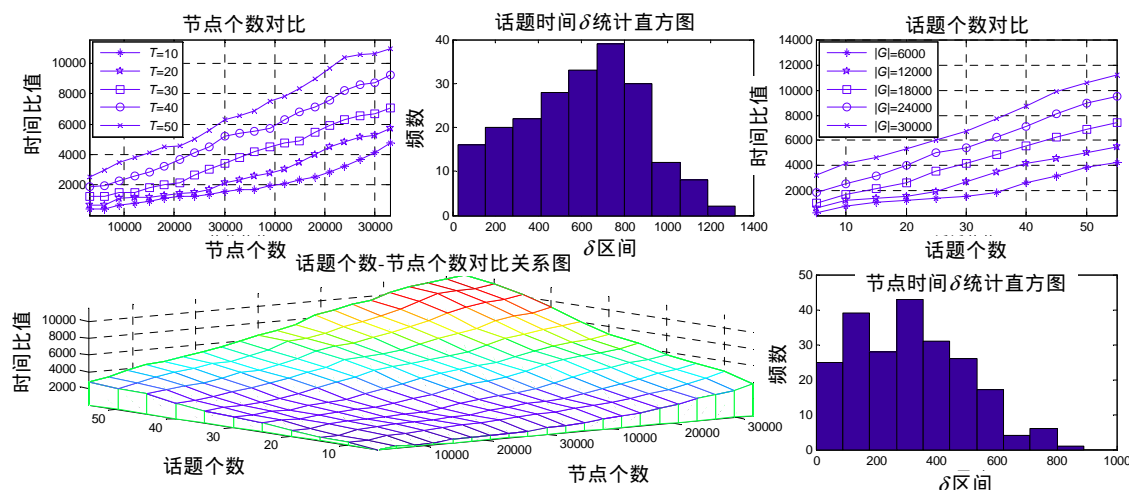 节点个数对比
时间比值
10000
8000
6000
4000
2000
T=10
T=20
T=30
T=40
T=50
10000 20000 30000 10000 20000 30000
节点个数
话题时间δ统计直方图
频数
40
30
20
10
0
0 200 400 600 800 1000 1200 1400
δ区间
话题个数对比
时间比值
14000
12000
10000
8000
6000
4000
2000
|G|=6000
|G|=12000
|G|=18000
|G|=24000
|G|=30000
10 20 30 40 50
话题个数
话题个数-节点个数对比关系图
时间比值
10000
8000
6000
4000
2000
50 40 30 20 10
话题个数
10000 20000 30000 10000 20000 30000
节点个数
节点时间δ统计直方图
频数
50
40
30
20
10
0
0 200 400 600 800 1000
δ区间